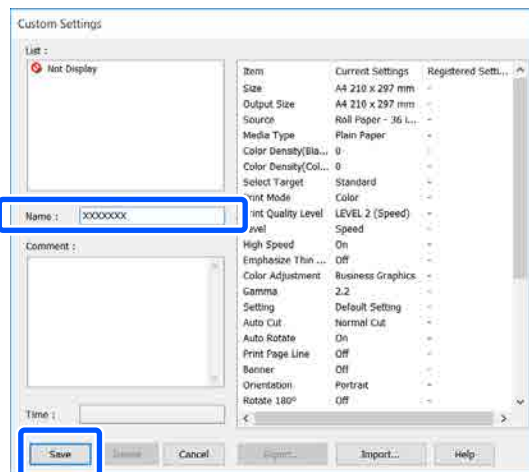 Custom Settings
List :
Not Display
Item Current Settings Registered Setti...
Size A4 210 x 297 mm -
Output Size A4 210 x 297 mm -
Source Roll Paper - 36 i... -
Media Type Plain Paper -
Color Density(Bla... 0
Color Density(Col... 0 -
Select Target Standard -
Print Mode Color -
Name : XXXXXXX
Print Quality Level LEVEL 2 (Speed) -
Level Speed -
Comment :
High Speed On -
Emphasize Thin ... Off -
Color Adjustment Business Graphics -
Gamma 2.2 -
Setting Default Setting -
Auto Cut Normal Cut -
Auto Rotate On -
Print Page Line Off -
Banner Off -
Orientation Portrait -
Rotate 180° Off -
Time :
Save Cancel Export... Import... Help